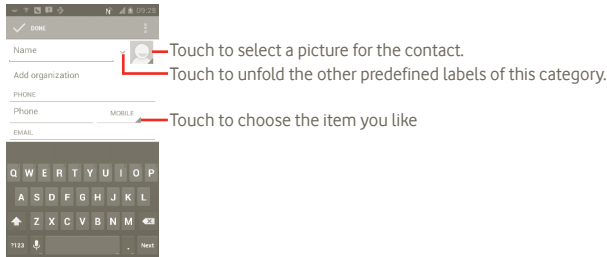 09:28
DONE
Name
Touch to select a picture for the contact.
Touch to unfold the other predefined labels of this category.
Add organization
PHONE
Phone MOBILE
Touch to choose the item you like
EMAIL
Q W E R T Y U I O P
A S D F G H J K L
Z X C V B N M
?123 . Next